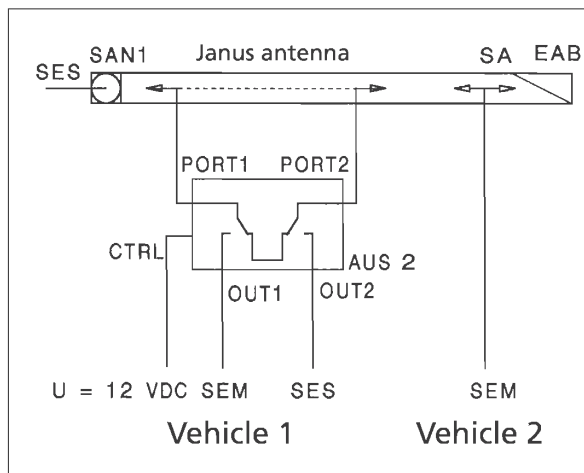 SAN1 Janus antenna SA EAB
SES
PORT1 PORT2
CTRL
AUS 2
OUT1 OUT2
U = 12 VDC SEM SES SEM
Vehicle 1 Vehicle 2